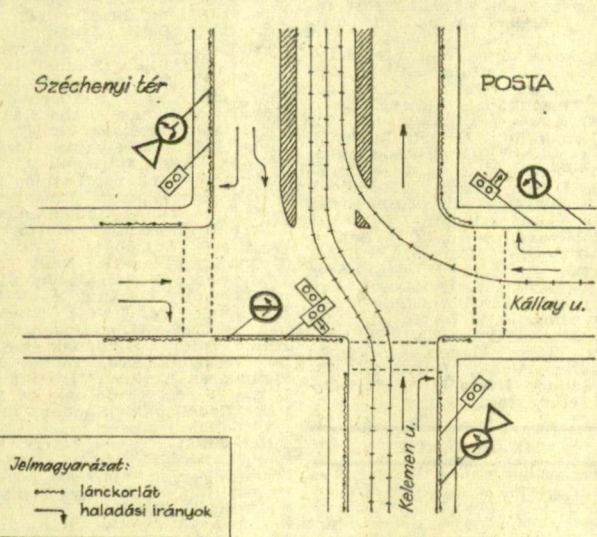 Széchenyi tér
POSTA
Kállay u.
Kelemen u.
Jelmagyarázat:
lánckorlát
haladási irányok